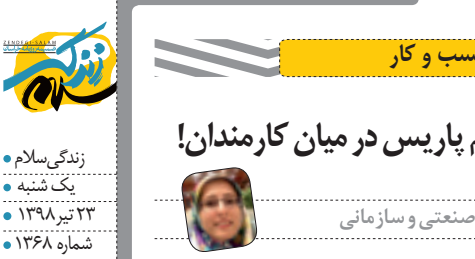 ZENDEGI SALAM
زندگی سلام
زندگی‌سلام
یک شنبه
۲۳ تیر ۱۳۹۸
شماره ۱۳۶۸
سب و کار
م پاریس در میان کارمندان!
صنعتی و سازمانی